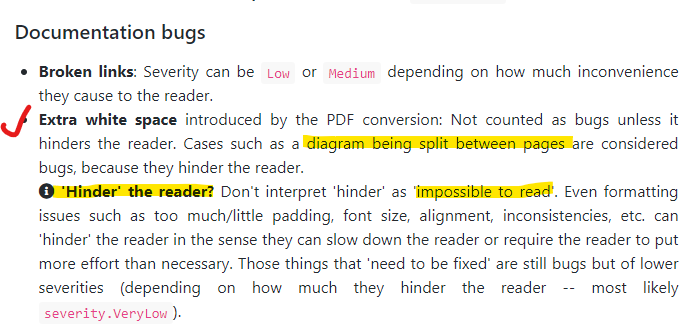 Documentation bugs
• Broken links: Severity can be Low or Medium depending on how much inconvenience
they cause to the reader.
Extra white space introduced by the PDF conversion: Not counted as bugs unless it
hinders the reader. Cases such as a diagram being split between pages are considered
bugs, because they hinder the reader.
'Hinder' the reader? Don't interpret 'hinder' as 'impossible to read'. Even formatting
issues such as too much/little padding, font size, alignment, inconsistencies, etc. can
'hinder' the reader in the sense they can slow down the reader or require the reader to put
more effort than necessary. Those things that 'need to be fixed' are still bugs but of lower
severities (depending on how much they hinder the reader -- most likely
severity.VeryLow).